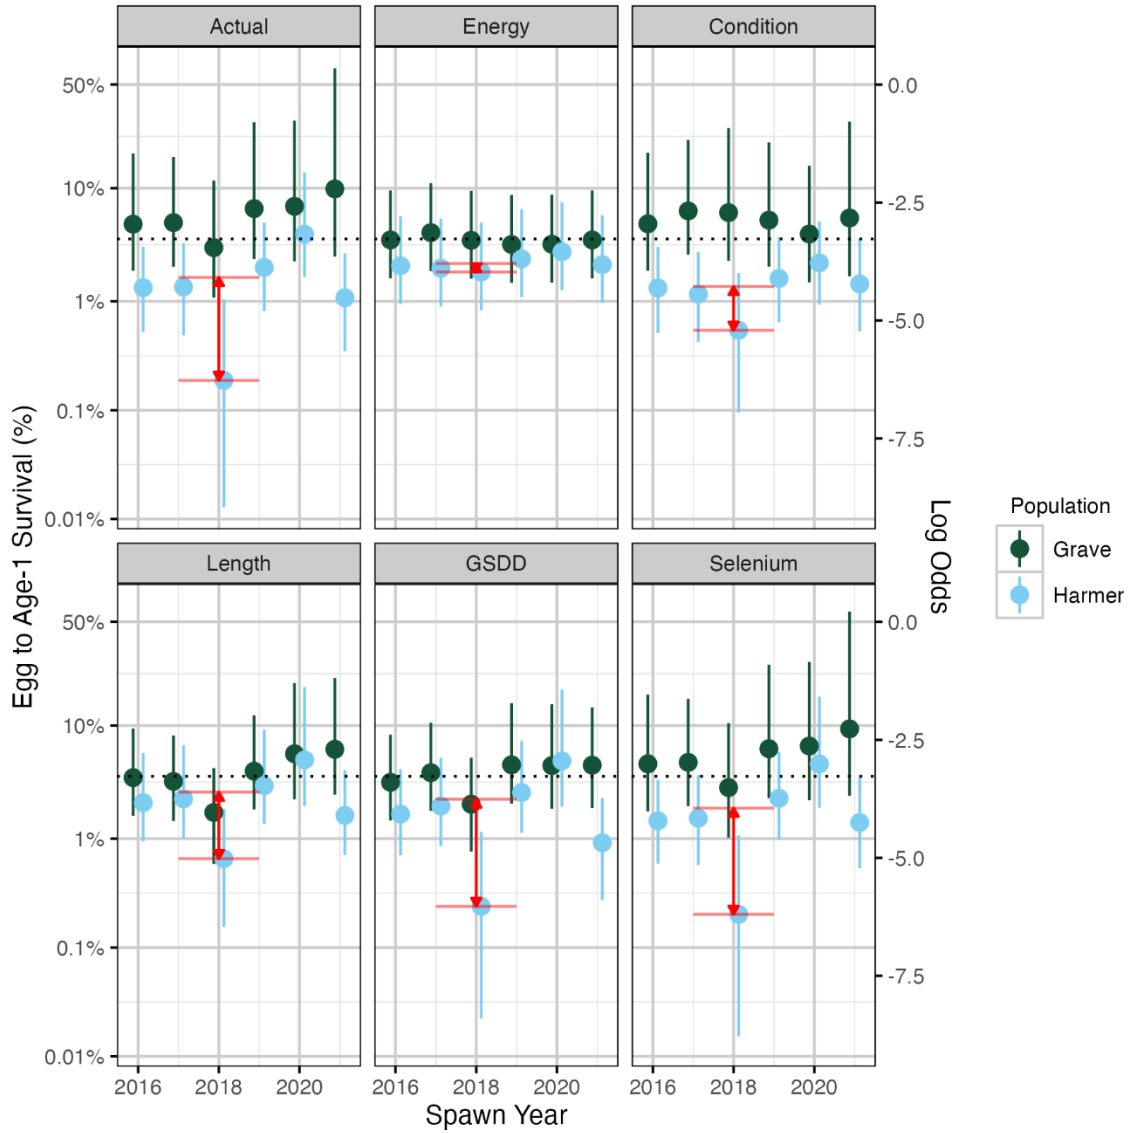 Actual
Energy
Condition
50%
10%
1%
0.1%
0.01%
0.0
-2.5
-5.0
-7.5
Length
GSDD
Selenium
50%
10%
1%
0.1%
0.01%
0.0
-2.5
-5.0
-7.5
2016 2018 2020
2016 2018 2020
2016 2018 2020
Spawn Year
Egg to Age-1 Survival (%)
Log Odds
Population
Grave
Harmer